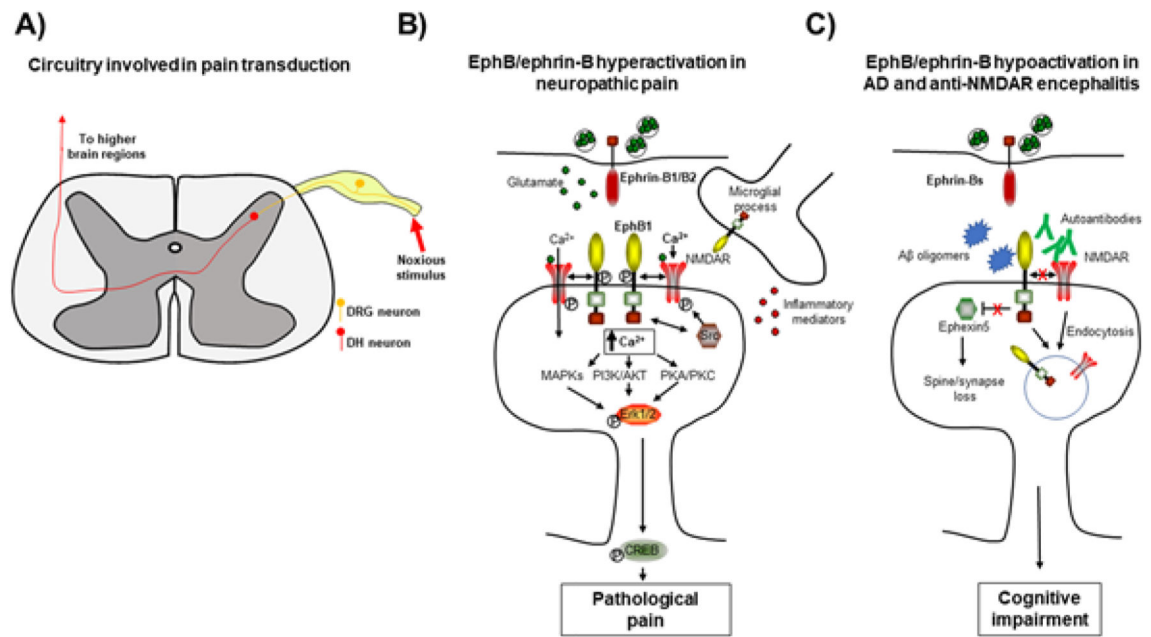 A)
Circuitry involved in pain transduction
To higher
brain regions
Noxious
stimulus
DRG neuron
DH neuron
B)
EphB/ephrin-B hyperactivation in
neuropathic pain
Glutamate
Ephrin-B1/B2
Microglial
process
EphB1
Ca²⁺
Ca²⁺
NMDAR
P
P
P
P
Inflammatory
mediators
Src
Ca²⁺
MAPKs
PI3K/AKT
PKA/PKC
Erk1/2
P
CREB
P
Pathological
pain
C)
EphB/ephrin-B hypoactivation in
AD and anti-NMDAR encephalitis
Ephrin-Bs
Autoantibodies
Aβ oligomers
NMDAR
Ephexin5
Endocytosis
Spine/synapse
loss
Cognitive
impairment